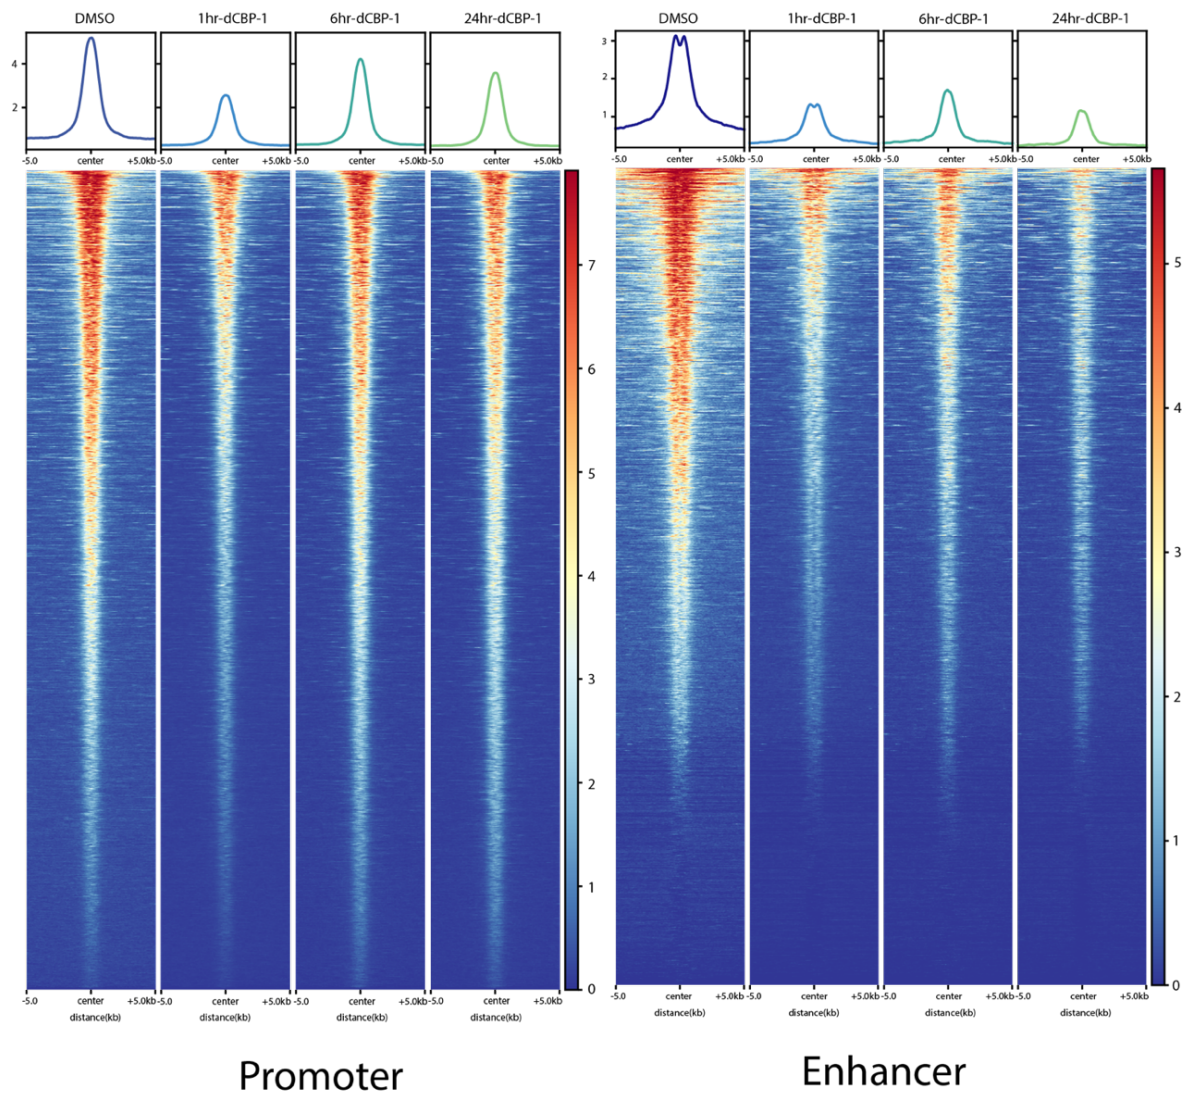 DMSO 1hr-dCBP-1 6hr-dCBP-1 24hr-dCBP-1
4
2
-5.0 center +5.0kb -5.0 center +5.0kb -5.0 center +5.0kb -5.0 center +5.0kb
7
6
5
4
3
2
1
0
-5.0 center +5.0kb -5.0 center +5.0kb -5.0 center +5.0kb -5.0 center +5.0kb
distance(kb) distance(kb) distance(kb) distance(kb)
Promoter
DMSO 1hr-dCBP-1 6hr-dCBP-1 24hr-dCBP-1
3
2
1
-5.0 center +5.0kb -5.0 center +5.0kb -5.0 center +5.0kb -5.0 center +5.0kb
5
4
3
2
1
0
-5.0 center +5.0kb -5.0 center +5.0kb -5.0 center +5.0kb -5.0 center +5.0kb
distance(kb) distance(kb) distance(kb) distance(kb)
Enhancer